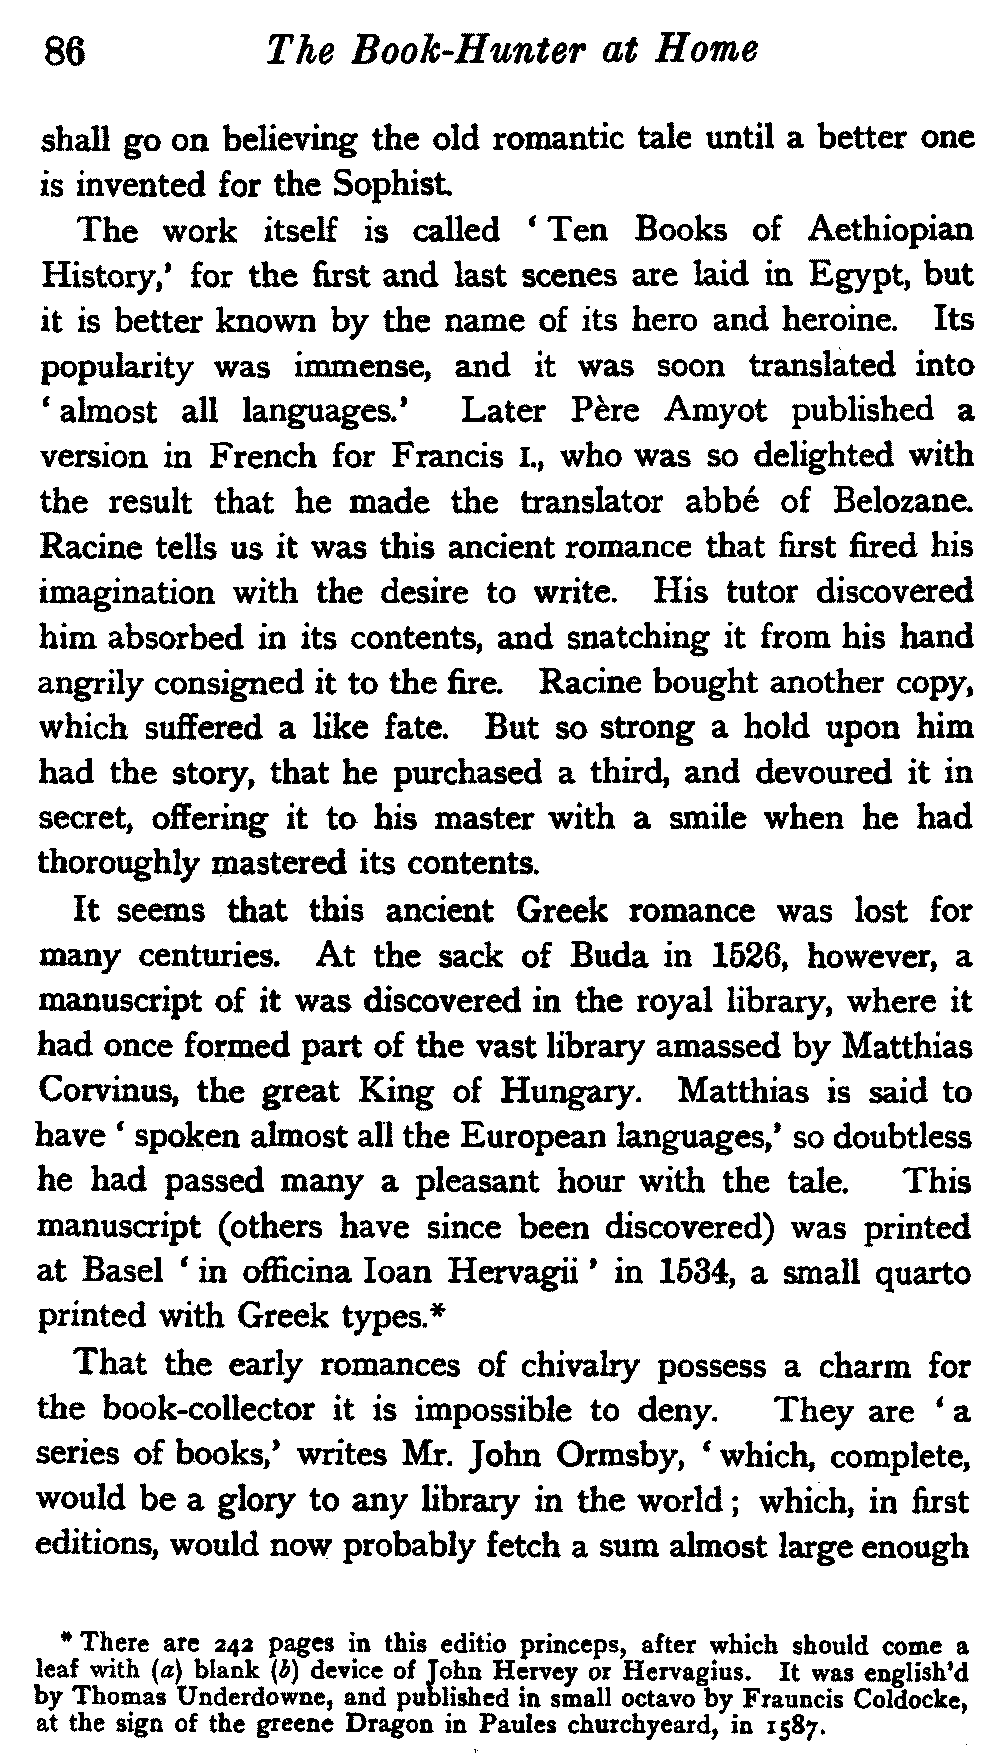 86 The Book-Hunter at Home
shall go on believing the old romantic tale until a better one
is invented for the Sophist.
The work itself is called ‘Ten Books of Aethiopian
History,’ for the first and last scenes are laid in Egypt, but
it is better known by the name of its hero and heroine. Its
popularity was immense, and it was soon translated into
‘almost all languages.’ Later Père Amyot published a
version in French for Francis I., who was so delighted with
the result that he made the translator abbé of Belozane.
Racine tells us it was this ancient romance that first fired his
imagination with the desire to write. His tutor discovered
him absorbed in its contents, and snatching it from his hand
angrily consigned it to the fire. Racine bought another copy,
which suffered a like fate. But so strong a hold upon him
had the story, that he purchased a third, and devoured it in
secret, offering it to his master with a smile when he had
thoroughly mastered its contents.
It seems that this ancient Greek romance was lost for
many centuries. At the sack of Buda in 1526, however, a
manuscript of it was discovered in the royal library, where it
had once formed part of the vast library amassed by Matthias
Corvinus, the great King of Hungary. Matthias is said to
have ‘spoken almost all the European languages,’ so doubtless
he had passed many a pleasant hour with the tale. This
manuscript (others have since been discovered) was printed
at Basel ‘in officina Ioan Hervagii’ in 1534, a small quarto
printed with Greek types.*
That the early romances of chivalry possess a charm for
the book-collector it is impossible to deny. They are ‘a
series of books,’ writes Mr. John Ormsby, ‘which, complete,
would be a glory to any library in the world; which, in first
editions, would now probably fetch a sum almost large enough
* There are 242 pages in this editio princeps, after which should come a
leaf with (a) blank (b) device of John Hervey or Hervagius. It was english’d
by Thomas Underdowne, and published in small octavo by Frauncis Coldocke,
at the sign of the greene Dragon in Paules churchyeard, in 1587.